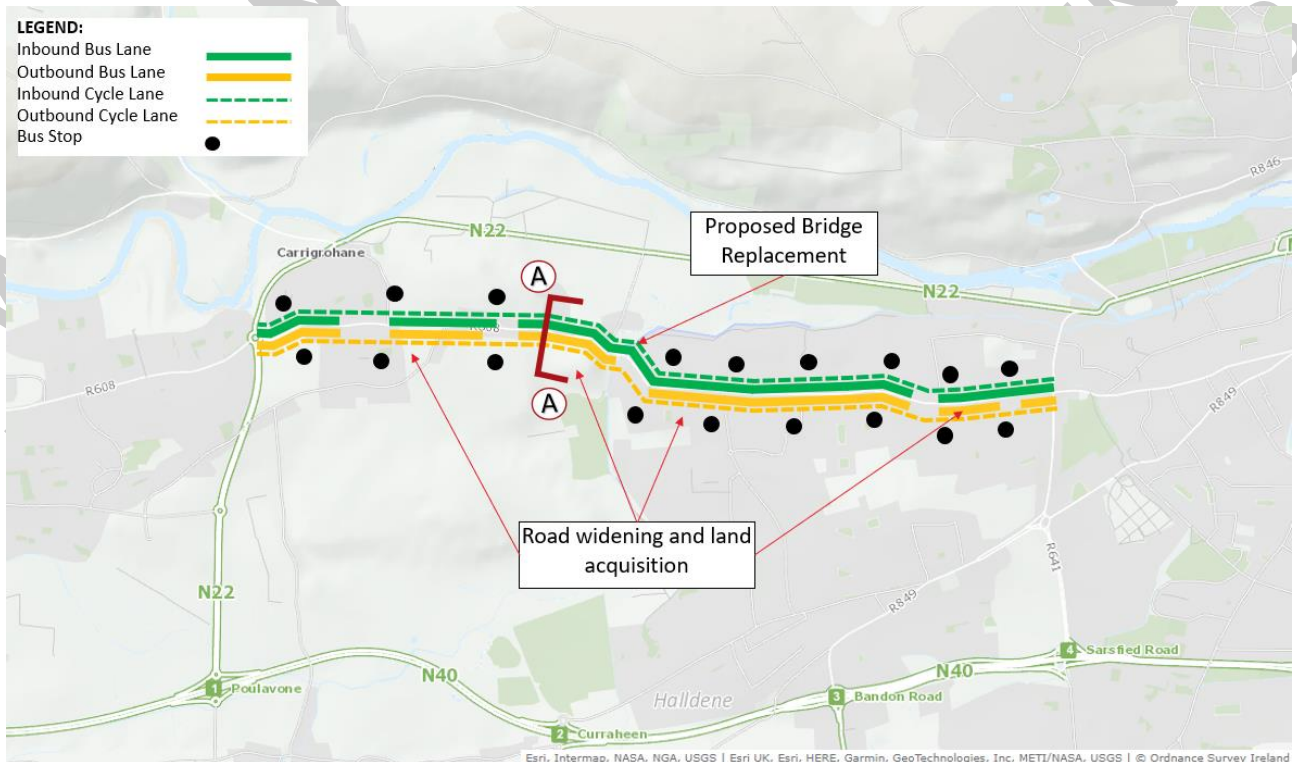 LEGEND:
Inbound Bus Lane
Outbound Bus Lane
Inbound Cycle Lane
Outbound Cycle Lane
Bus Stop
R846
Proposed Bridge
Replacement
N22
Carrigrohane
A
N22
R608
R608
A
R849
Road widening and land
acquisition
R641
N22
R849
Sarsfield Road
4
N40
N40
1
Poulavone
Halldene
3
Bandon Road
2
Curraheen
Esri, Intermap, NASA, NGA, USGS | Esri UK, Esri, HERE, Garmin, GeoTechnologies, Inc, METI/NASA, USGS | © Ordnance Survey Ireland